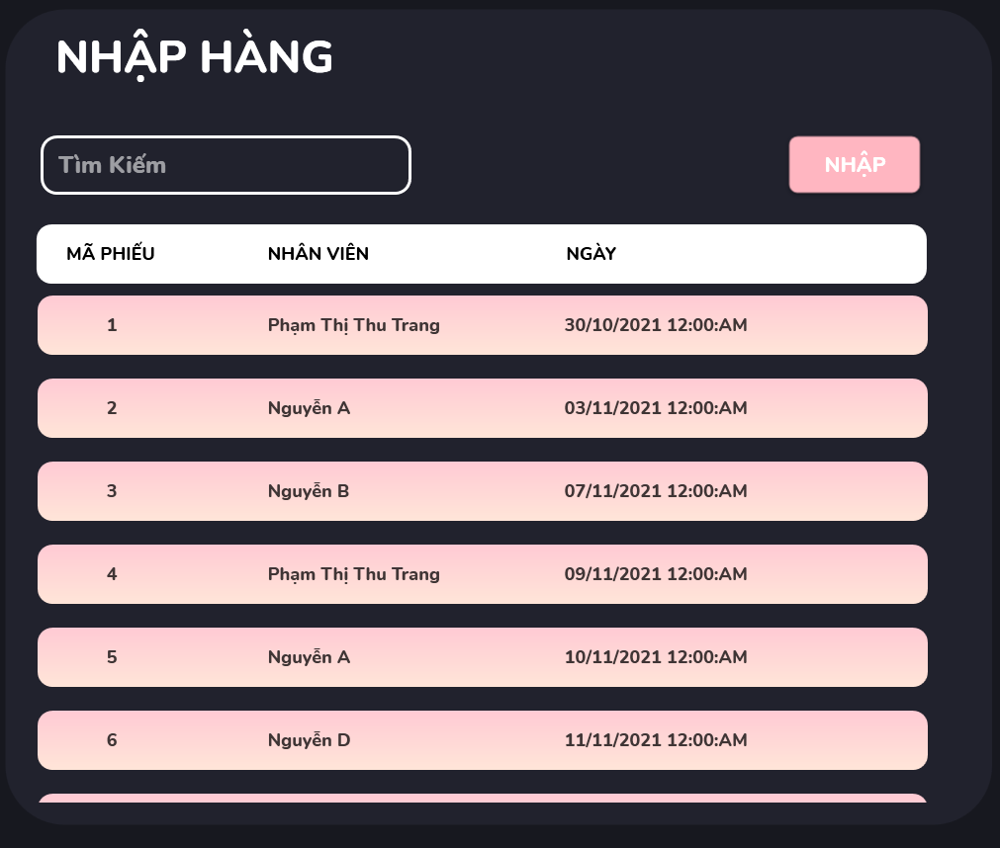 NHẬP HÀNG
Tìm Kiếm
NHẬP
MÃ PHIẾU NHÂN VIÊN NGÀY
1 Phạm Thị Thu Trang 30/10/2021 12:00:AM
2 Nguyễn A 03/11/2021 12:00:AM
3 Nguyễn B 07/11/2021 12:00:AM
4 Phạm Thị Thu Trang 09/11/2021 12:00:AM
5 Nguyễn A 10/11/2021 12:00:AM
6 Nguyễn D 11/11/2021 12:00:AM